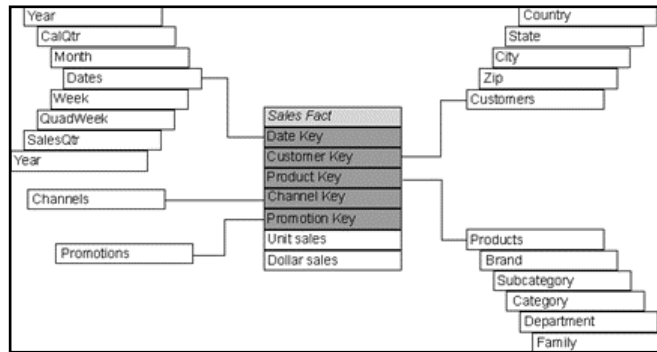 Year
CalQtr
Month
Dates
Week
QuadWeek
SalesQtr
Year
Channels
Promotions
Sales Fact
Date Key
Customer Key
Product Key
Channel Key
Promotion Key
Unit sales
Dollar sales
Country
State
City
Zip
Customers
Products
Brand
Subcategory
Category
Department
Family